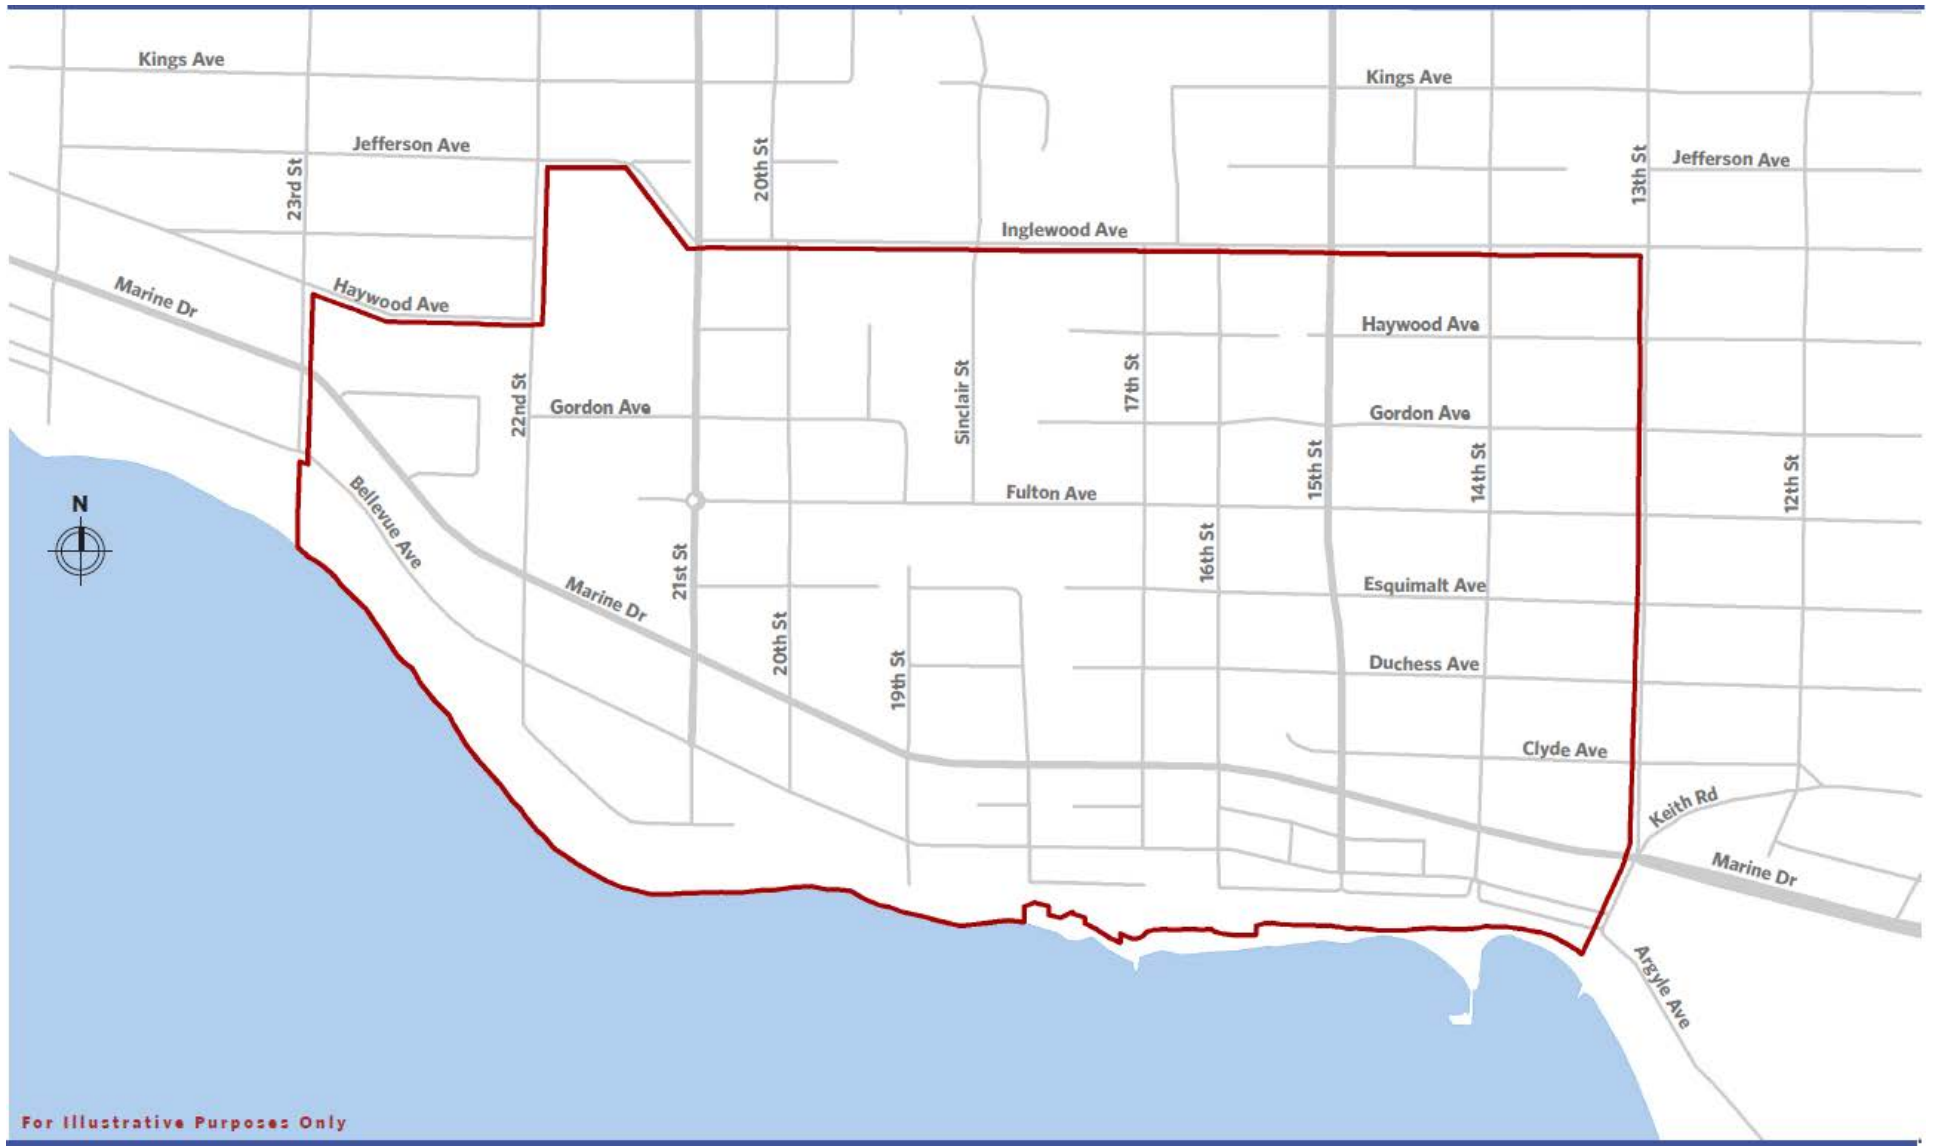 Kings Ave
Kings Ave
Jefferson Ave
Jefferson Ave
23rd St
20th St
13th St
Inglewood Ave
Marine Dr
Haywood Ave
Haywood Ave
22nd St
Gordon Ave
Sinclair St
17th St
Gordon Ave
15th St
14th St
12th St
N
Bellevue Ave
Fulton Ave
21st St
Marine Dr
16th St
Esquimalt Ave
20th St
19th St
Duchess Ave
Clyde Ave
Keith Rd
Marine Dr
Argyle Ave
For Illustrative Purposes Only